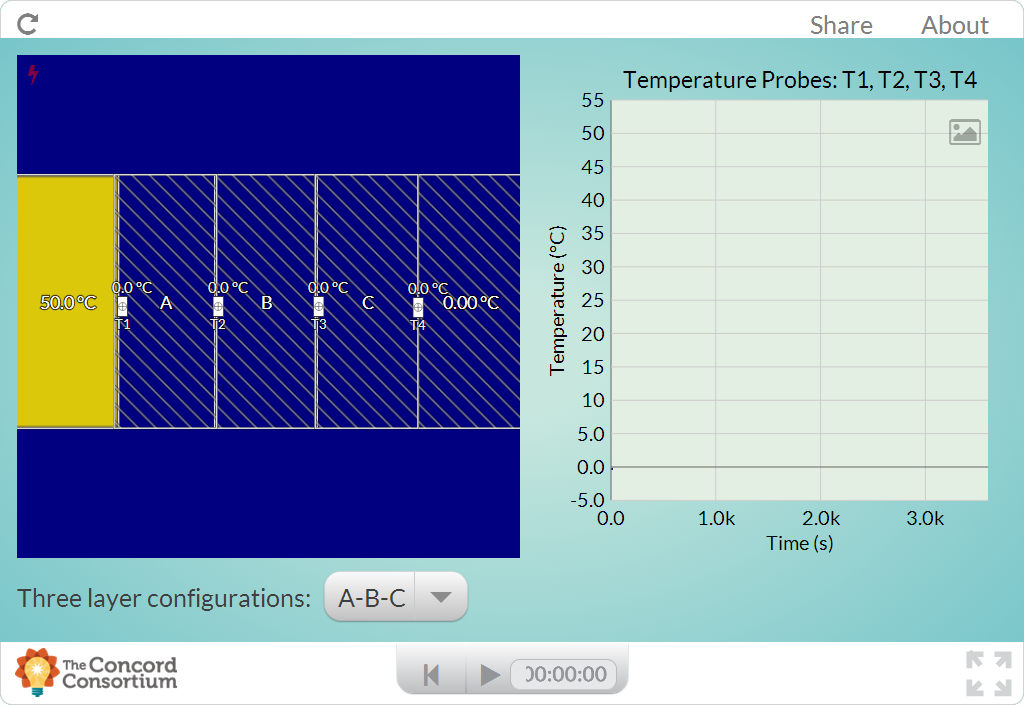 Share About
Temperature Probes: T1, T2, T3, T4
55
50
45
40
35
30
25
20
15
10
5.0
0.0
-5.0
Temperature (°C)
0.0 1.0k 2.0k 3.0k
Time (s)
0.0 °C 0.0 °C 0.0 °C 0.0 °C
50.0 °C A B C 0.00 °C
T1 T2 T3 T4
Three layer configurations: A-B-C
The Concord
Consortium
00:00:00